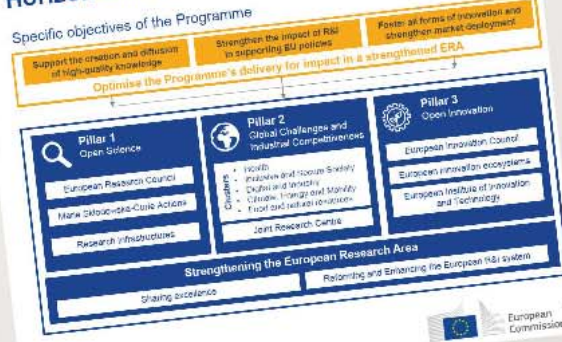 Specific objectives of the Programme
Support the creation and diffusion
of high-quality knowledge
Strengthen the impact of R&I
in supporting EU policies
Foster all forms of innovation and
strengthen market deployment
Optimise the Programme's delivery for impact in a strengthened ERA
Pillar 1
Open Science
European Research Council
Marie Skłodowska-Curie Actions
Research Infrastructures
Pillar 2
Global Challenges and
Industrial Competitiveness
Clusters
• Health
• Inclusive and Secure Society
• Digital and Industry
• Climate, Energy and Mobility
• Food and natural resources
Joint Research Centre
Pillar 3
Open Innovation
European Innovation Council
European innovation ecosystems
European Institute of Innovation
and Technology
Strengthening the European Research Area
Sharing excellence
Reforming and Enhancing the European R&I system
European
Commission